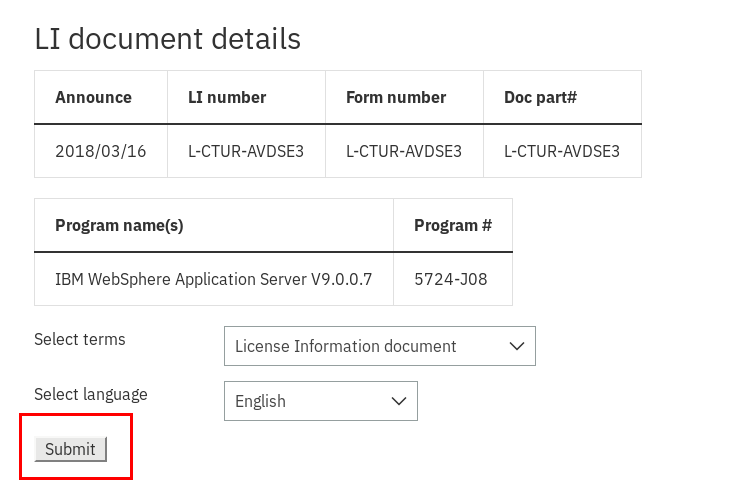 LI document details
Announce LI number Form number Doc part#
2018/03/16 L-CTUR-AVDSE3 L-CTUR-AVDSE3 L-CTUR-AVDSE3
Program name(s) Program #
IBM WebSphere Application Server V9.0.0.7 5724-J08
Select terms License Information document
Select language English
Submit